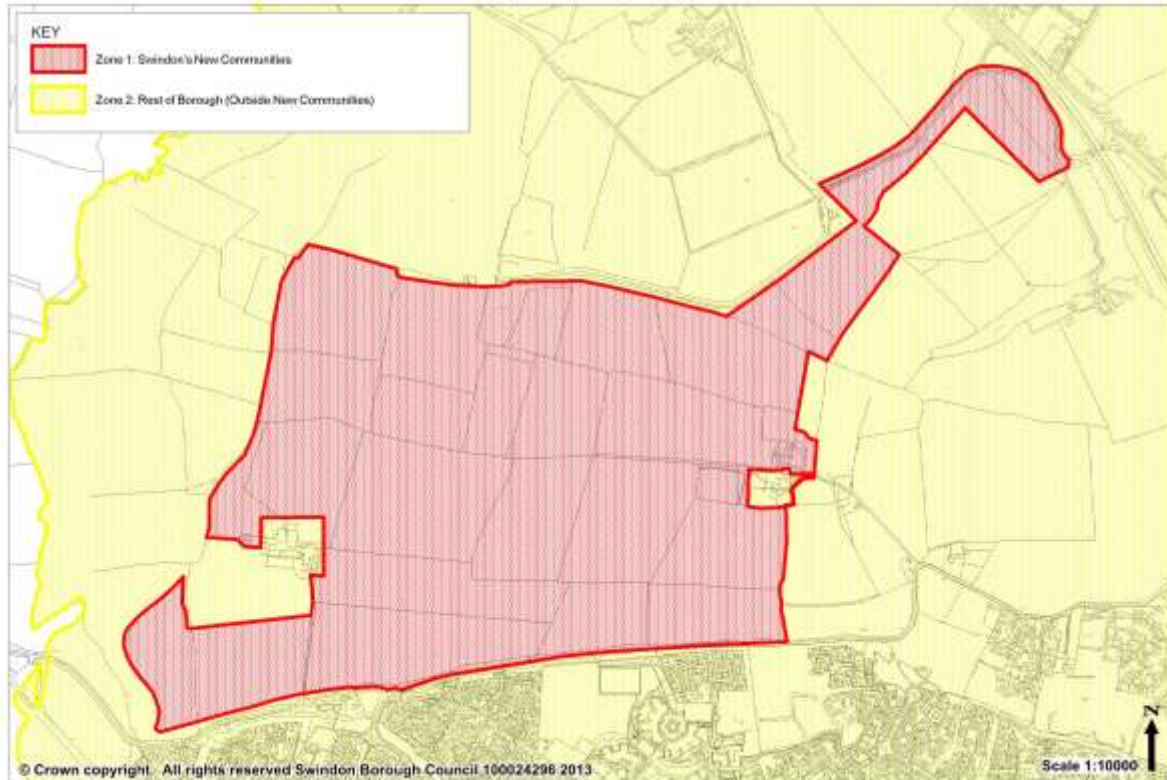 KEY
Zone 1: Swindon's New Communities
Zone 2: Rest of Borough (Outside New Communities)
N
© Crown copyright. All rights reserved Swindon Borough Council 100024296 2013
Scale 1:10000